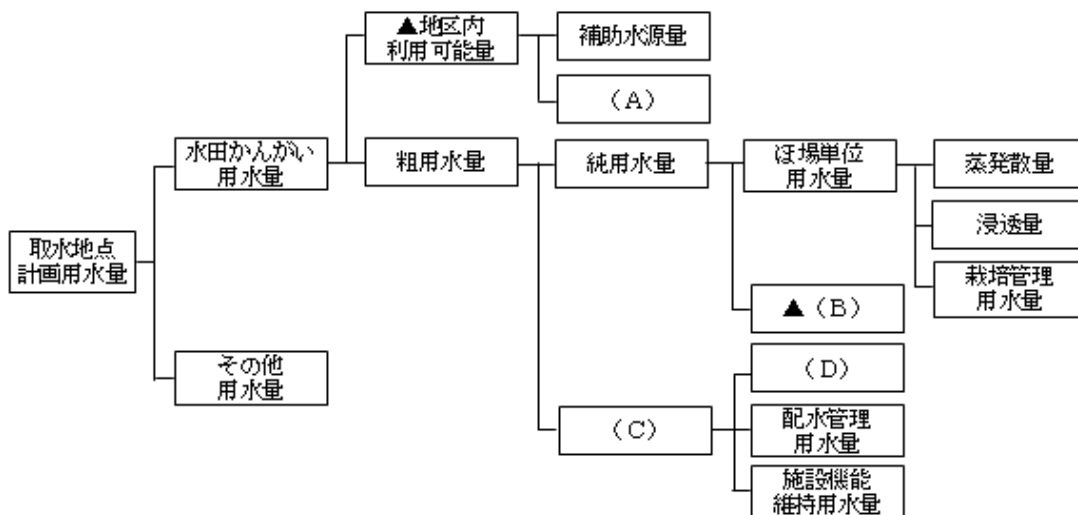 ▲地区内
利用可能量
補助水源量
(A)
水田かんがい
用水量
粗用水量
純用水量
ほ場単位
用水量
蒸発散量
浸透量
栽培管理
用水量
取水地点
計画用水量
▲(B)
その他
用水量
(C)
(D)
配水管理
用水量
施設機能
維持用水量